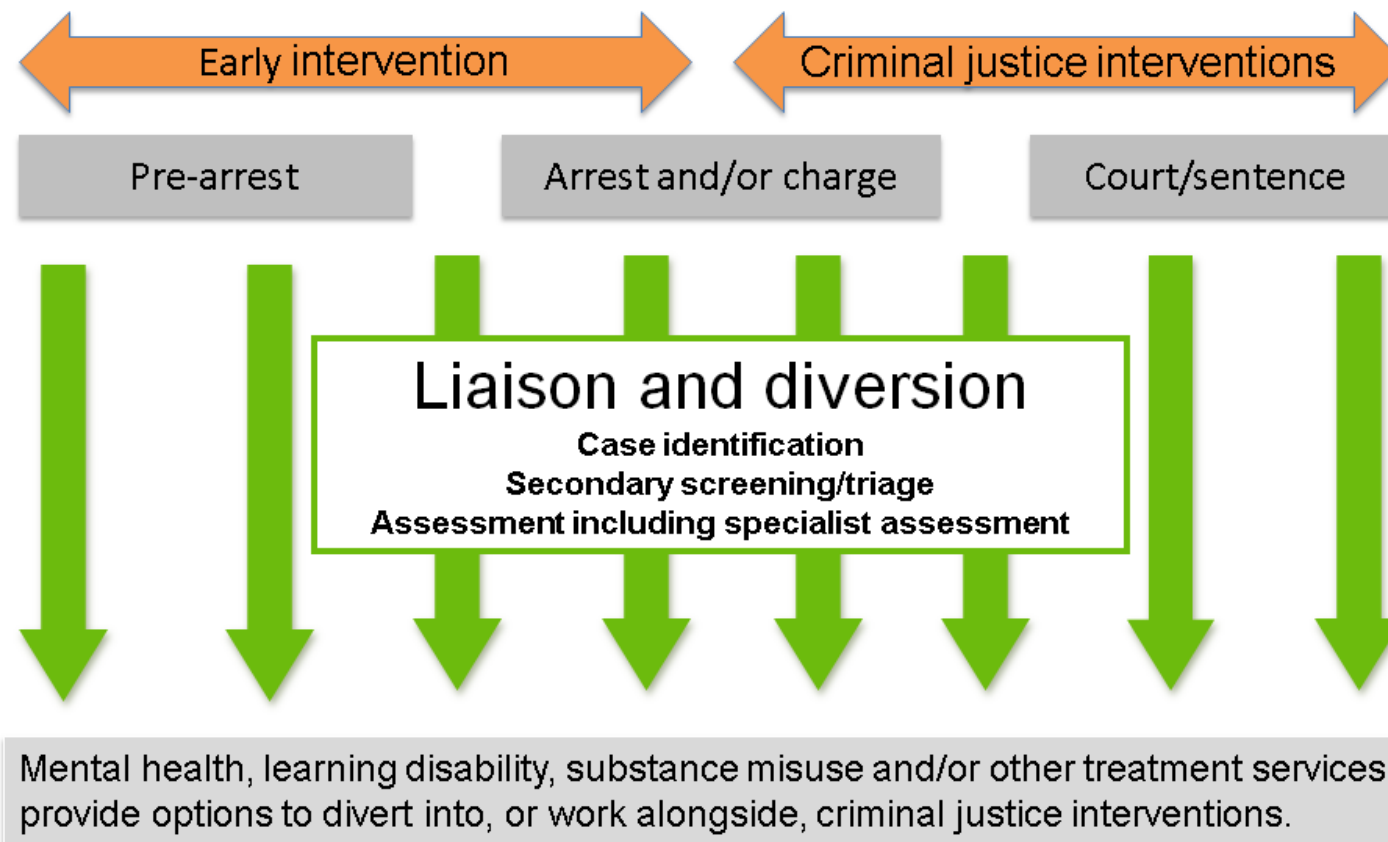 Early intervention
Criminal justice interventions
Pre-arrest
Arrest and/or charge
Court/sentence
Liaison and diversion
Case identification
Secondary screening/triage
Assessment including specialist assessment
Mental health, learning disability, substance misuse and/or other treatment services
provide options to divert into, or work alongside, criminal justice interventions.